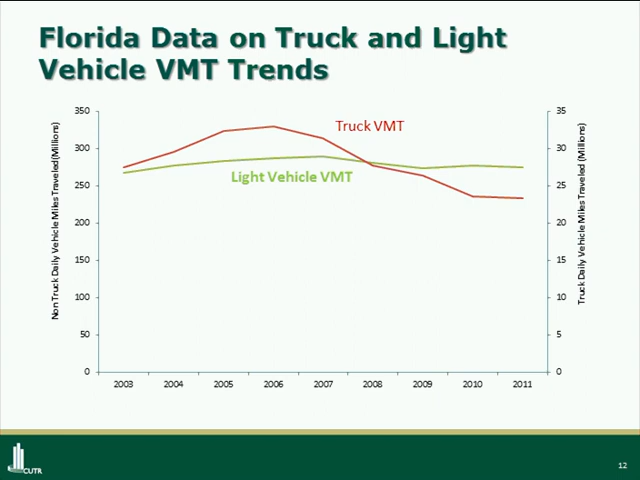 Florida Data on Truck and Light
Vehicle VMT Trends
Non Truck Daily Vehicle Miles Traveled(Millions)
350
300
250
200
150
100
50
0
Truck VMT
Light Vehicle VMT
35
30
25
20
15
10
5
0
Truck Daily Vehicle Miles Traveled (Millions)
2003 2004 2005 2006 2007 2008 2009 2010 2011
CUTR
12